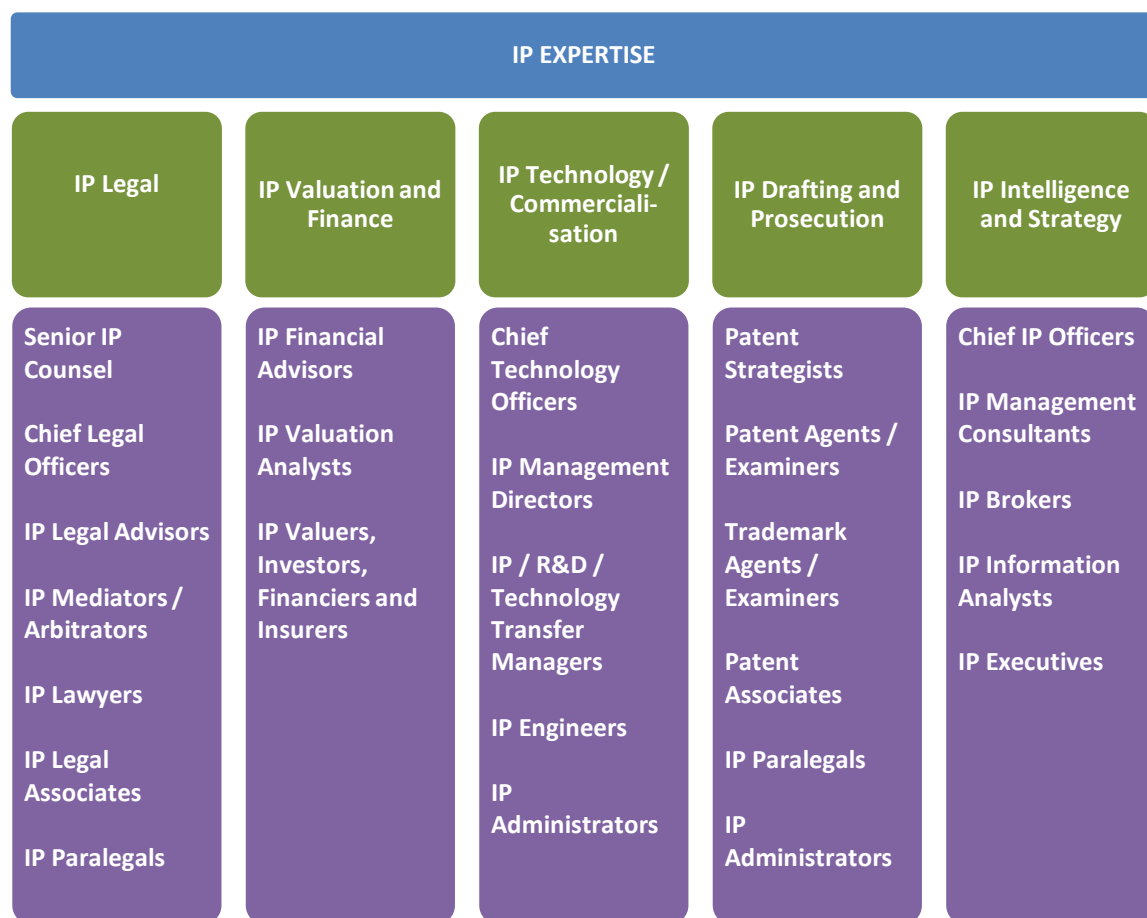 IP EXPERTISE
IP Legal
IP Valuation and
Finance
IP Technology /
Commerciali-
sation
IP Drafting and
Prosecution
IP Intelligence
and Strategy
Senior IP
Counsel
Chief Legal
Officers
IP Legal Advisors
IP Mediators /
Arbitrators
IP Lawyers
IP Legal
Associates
IP Paralegals
IP Financial
Advisors
IP Valuation
Analysts
IP Valuers,
Investors,
Financiers and
Insurers
Chief
Technology
Officers
IP Management
Directors
IP / R&D /
Technology
Transfer
Managers
IP Engineers
IP
Administrators
Patent
Strategists
Patent Agents /
Examiners
Trademark
Agents /
Examiners
Patent
Associates
IP Paralegals
IP
Administrators
Chief IP Officers
IP Management
Consultants
IP Brokers
IP Information
Analysts
IP Executives